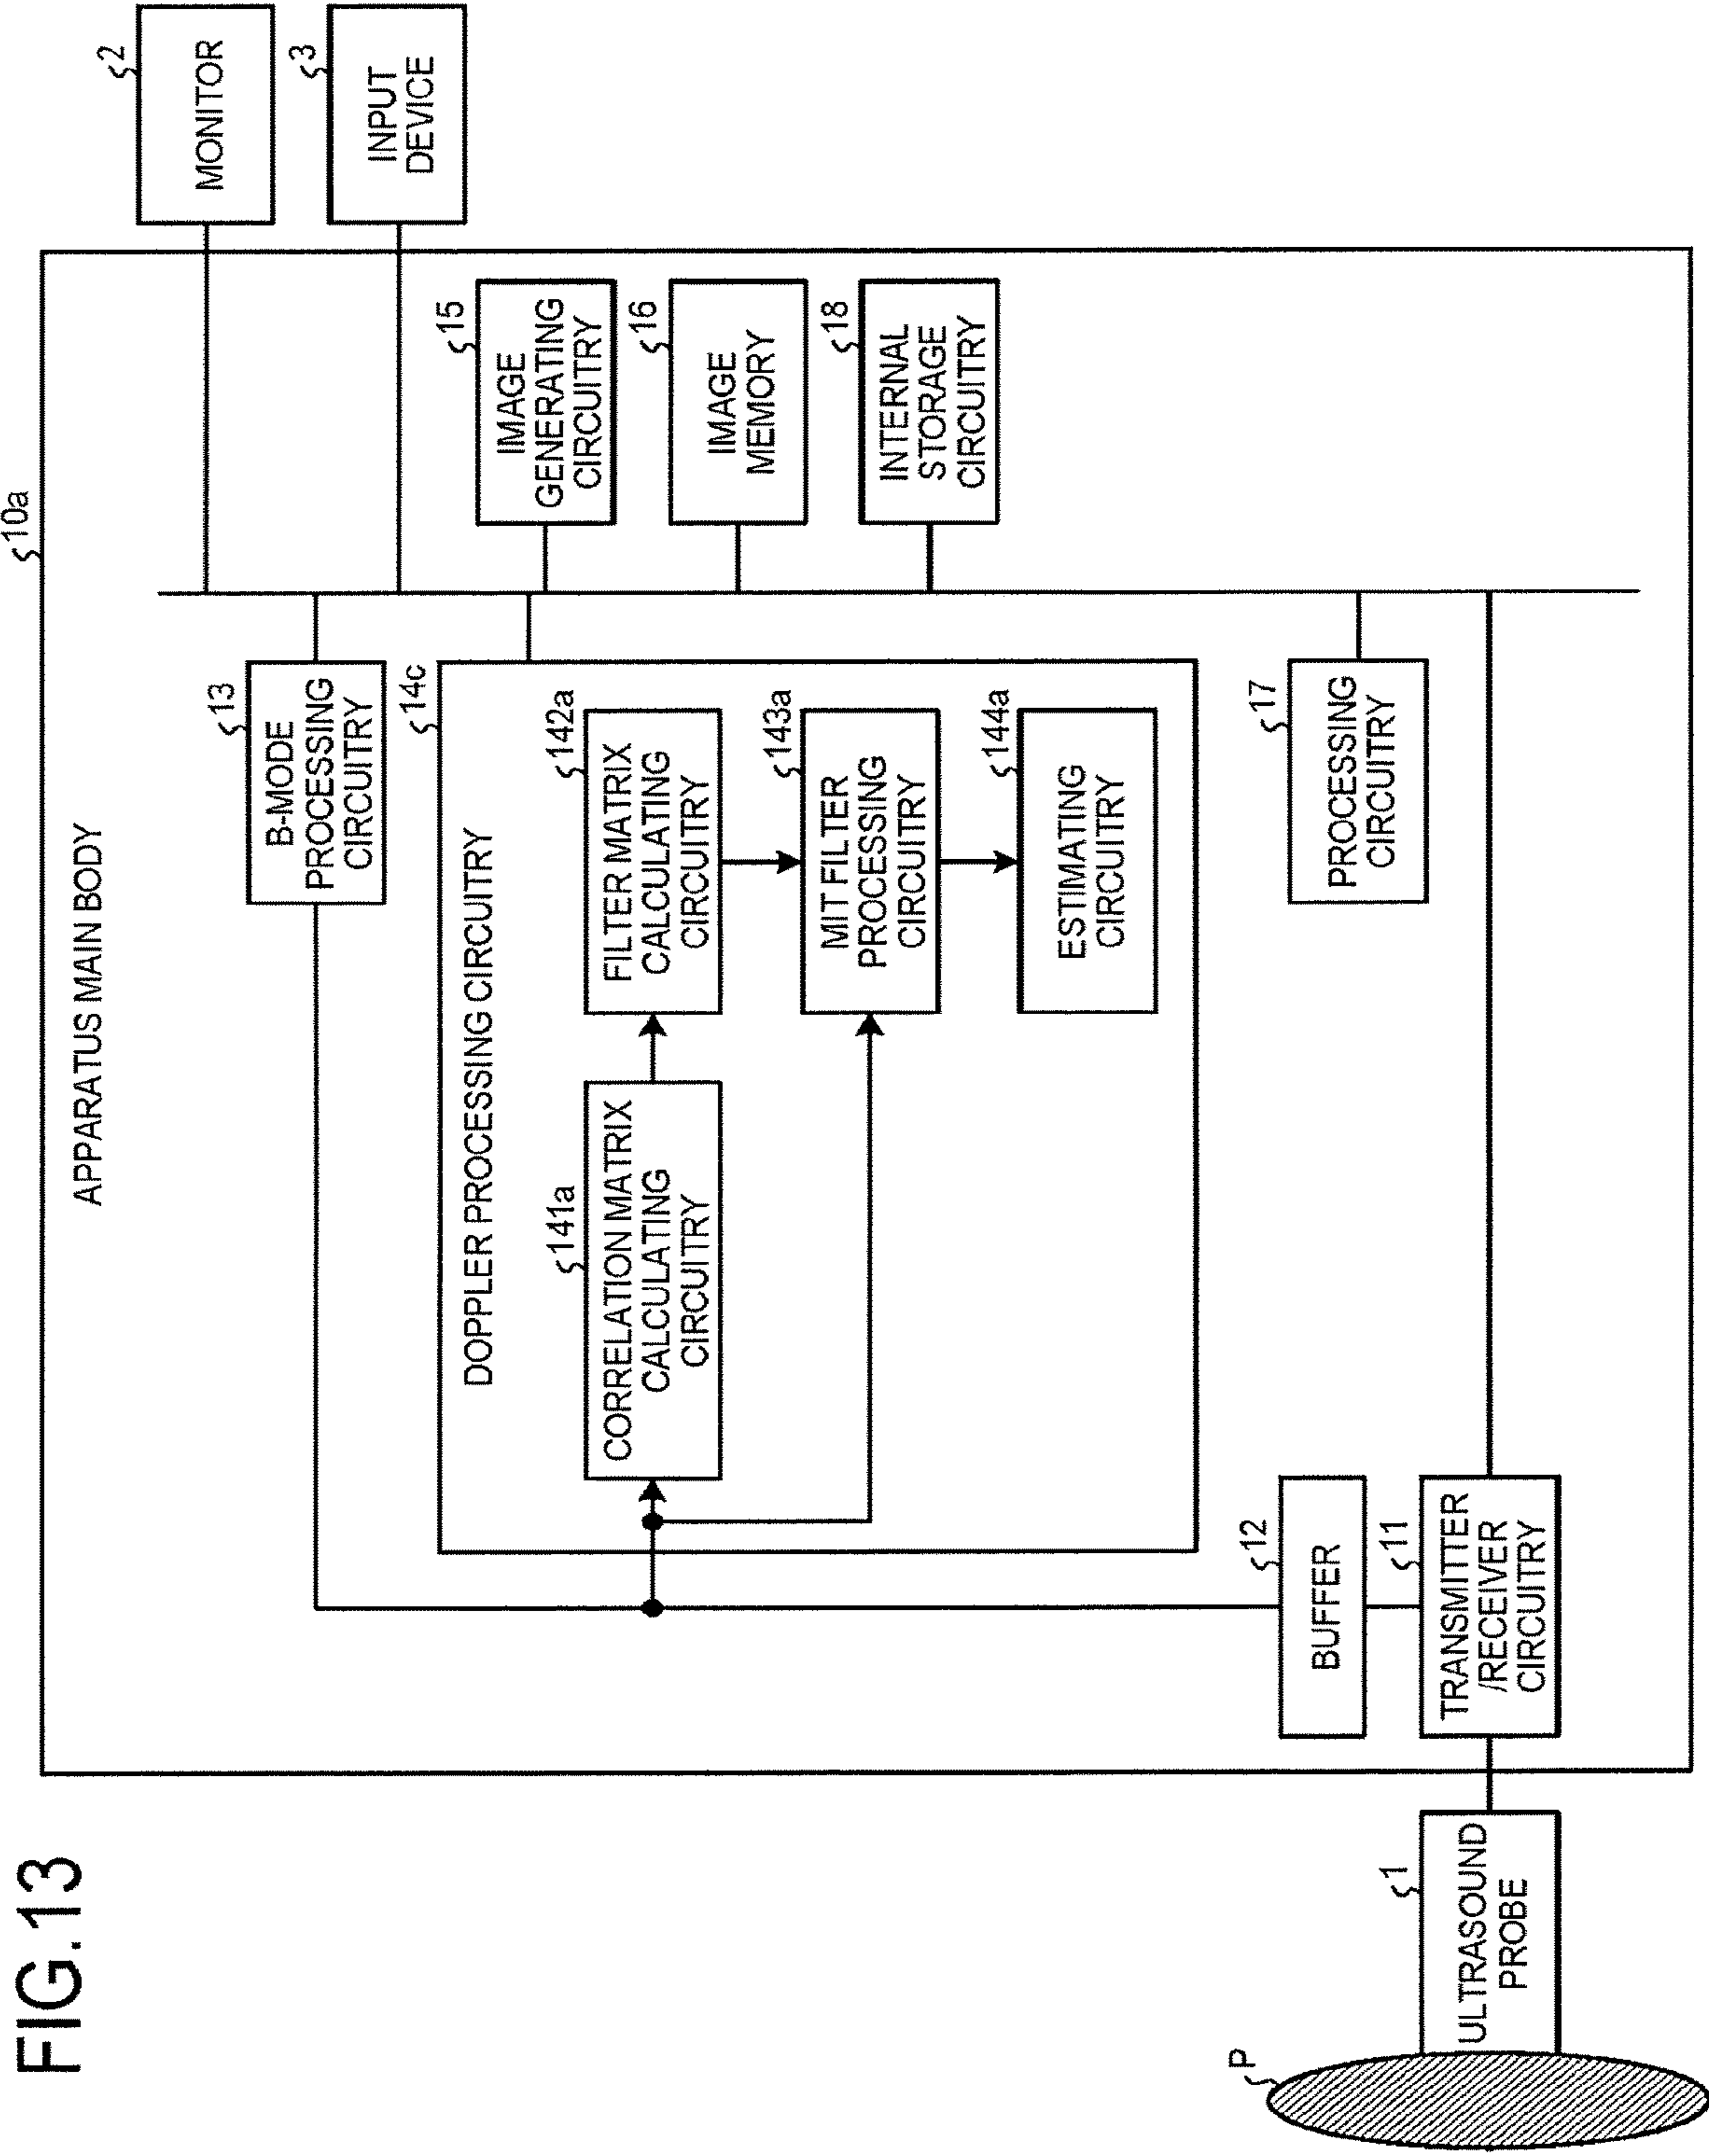 FIG.13
10a
APPARATUS MAIN BODY
2
MONITOR
3
INPUT
DEVICE
13
B-MODE
PROCESSING
CIRCUITRY
14c
DOPPLER PROCESSING CIRCUITRY
141a
CORRELATION MATRIX
CALCULATING
CIRCUITRY
142a
FILTER MATRIX
CALCULATING
CIRCUITRY
143a
MIT FILTER
PROCESSING
CIRCUITRY
144a
ESTIMATING
CIRCUITRY
15
IMAGE
GENERATING
CIRCUITRY
16
IMAGE
MEMORY
18
INTERNAL
STORAGE
CIRCUITRY
17
PROCESSING
CIRCUITRY
12
BUFFER
11
TRANSMITTER
/RECEIVER
CIRCUITRY
1
ULTRASOUND
PROBE
P